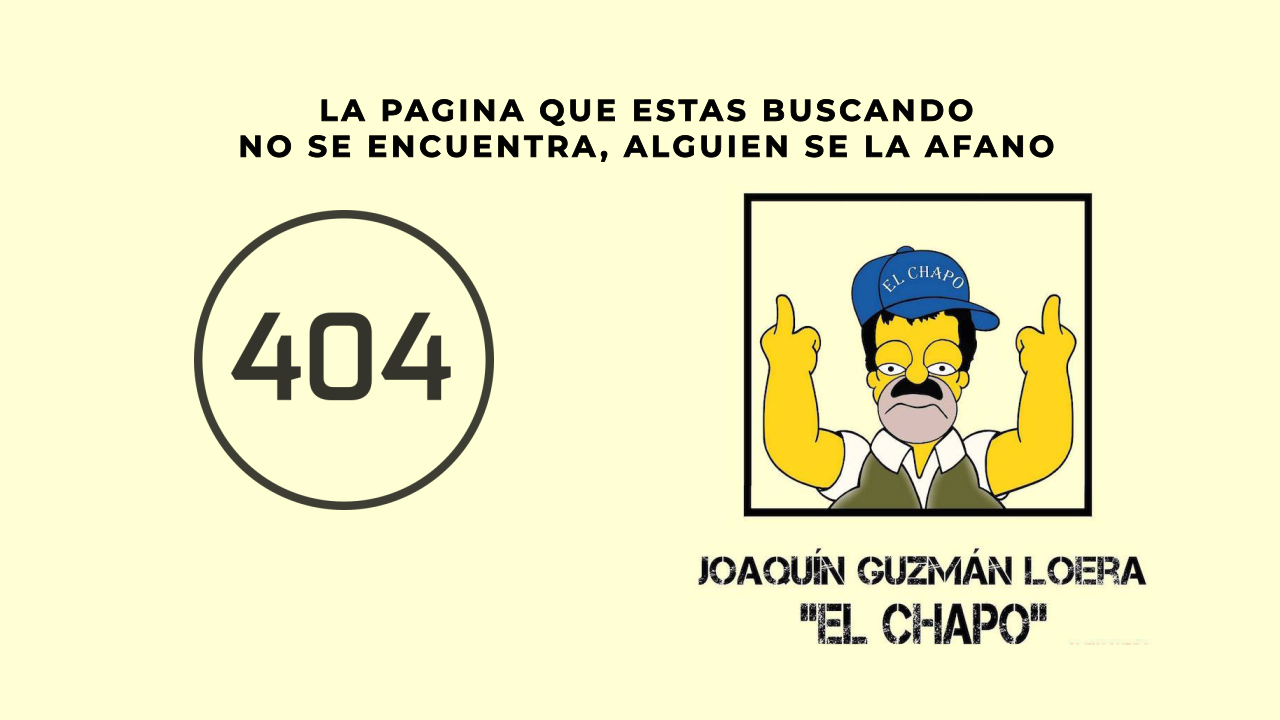 LA PAGINA QUE ESTAS BUSCANDO
NO SE ENCUENTRA, ALGUIEN SE LA AFANO
404
EL CHAPO
JOAQUÍN GUZMÁN LOERA
"EL CHAPO"